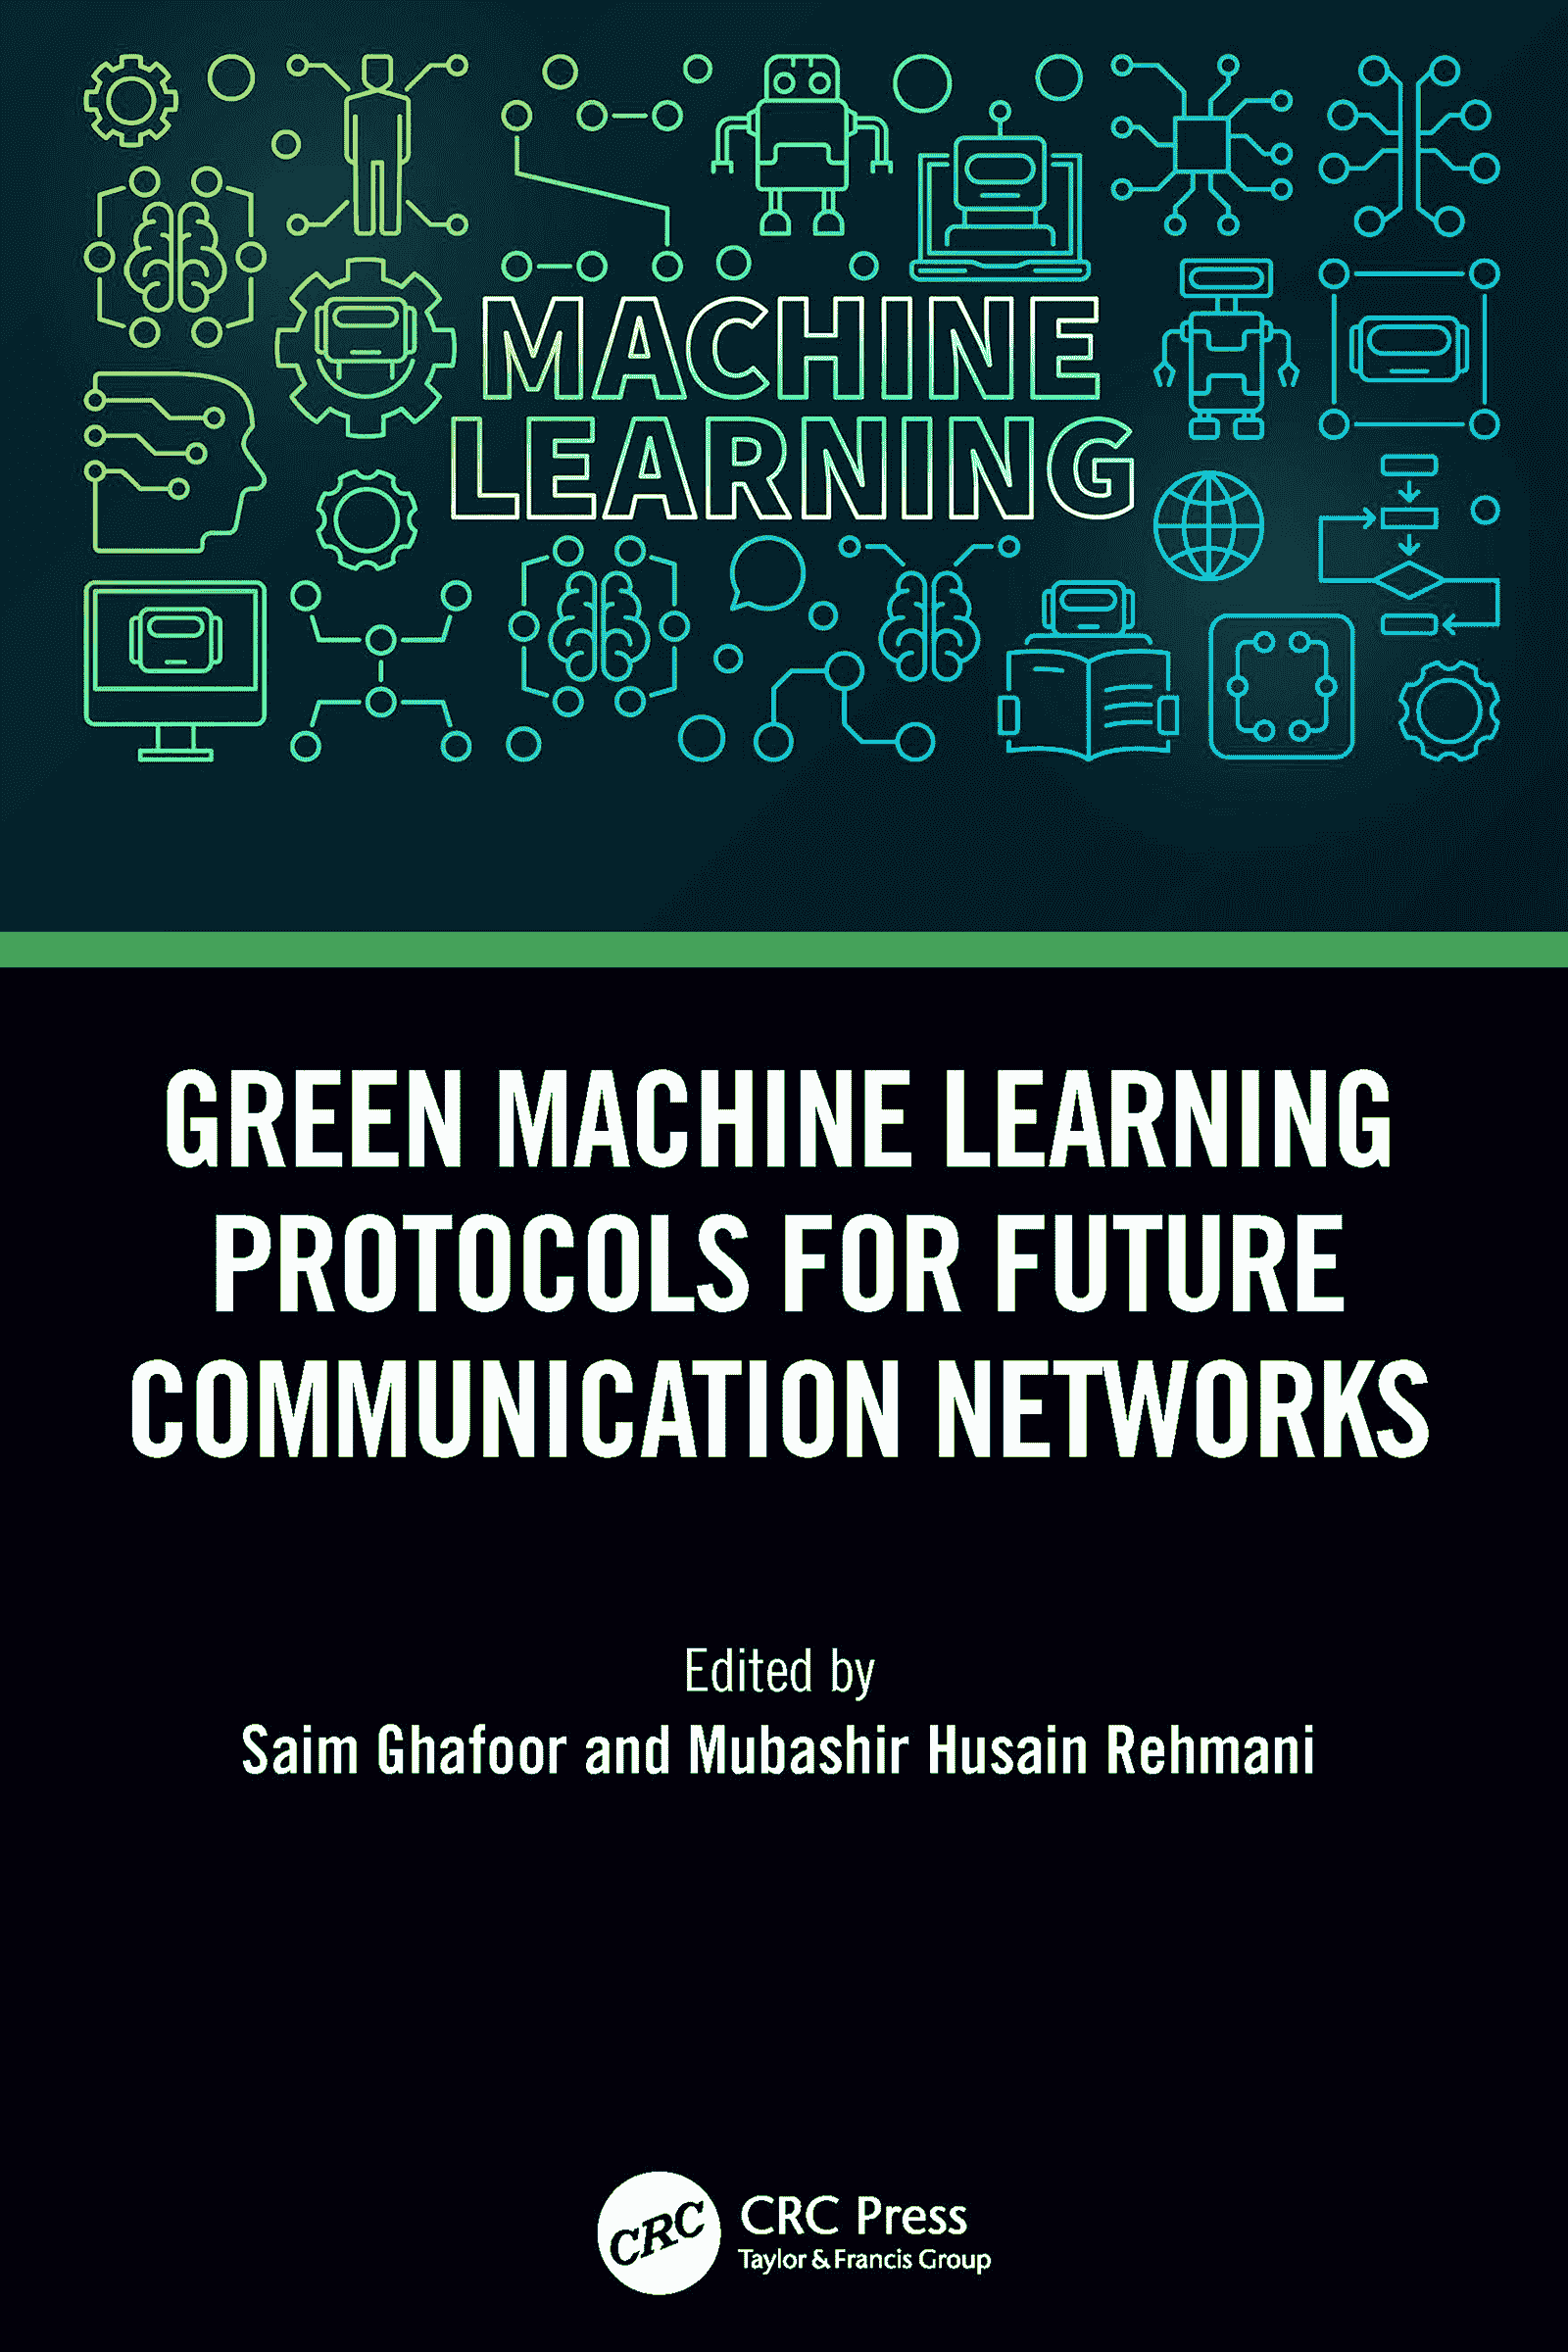 MACHINE
LEARNING
GREEN MACHINE LEARNING
PROTOCOLS FOR FUTURE
COMMUNICATION NETWORKS
Edited by
Saim Ghafoor and Mubashir Husain Rehmani
CRC
CRC Press
Taylor & Francis Group